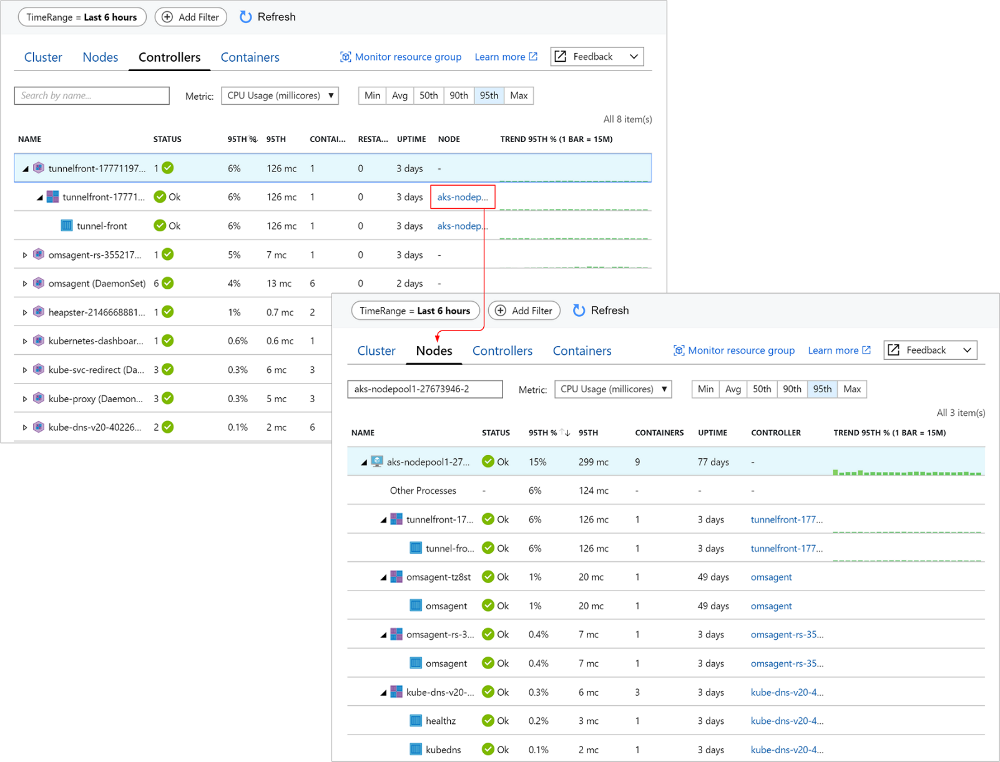 TimeRange = Last 6 hours Add Filter Refresh
Cluster Nodes Controllers Containers Monitor resource group Learn more Feedback
Search by name... Metric: CPU Usage (millicores) Min Avg 50th 90th 95th Max
All 8 item(s)
NAME STATUS 95TH % 95TH CONTAI... RESTA... UPTIME NODE TREND 95TH % (1 BAR = 15M)
tunnelfront-17771197... 1 6% 126 mc 1 0 3 days -
tunnelfront-17771... Ok 6% 126 mc 1 0 3 days aks-nodep...
tunnel-front Ok 6% 126 mc 1 0 3 days aks-nodep...
omsagent-rs-355217... 1 5% 7 mc 1 0 3 days -
omsagent (DaemonSet) 6 4% 13 mc 6 0 2 days -
heapster-2146668881... 1 1% 0.7 mc 2
kubernetes-dashboar... 1 0.6% 0.6 mc 1
kube-svc-redirect (Da... 3 0.3% 6 mc 3
kube-proxy (Daemon... 3 0.3% 5 mc 3
kube-dns-v20-40226... 2 0.1% 2 mc 6
TimeRange = Last 6 hours Add Filter Refresh
Cluster Nodes Controllers Containers Monitor resource group Learn more Feedback
aks-nodepool1-27673946-2 Metric: CPU Usage (millicores) Min Avg 50th 90th 95th Max
All 3 item(s)
NAME STATUS 95TH % 95TH CONTAINERS UPTIME CONTROLLER TREND 95TH % (1 BAR = 15M)
aks-nodepool1-27... Ok 15% 299 mc 9 77 days -
Other Processes - 6% 124 mc - - -
tunnelfront-17... Ok 6% 126 mc 1 3 days tunnelfront-177...
tunnel-fro... Ok 6% 126 mc 1 3 days tunnelfront-177...
omsagent-tz8st Ok 1% 20 mc 1 49 days omsagent
omsagent Ok 1% 20 mc 1 49 days omsagent
omsagent-rs-3... Ok 0.4% 7 mc 1 3 days omsagent-rs-35...
omsagent Ok 0.4% 7 mc 1 3 days omsagent-rs-35...
kube-dns-v20-... Ok 0.3% 6 mc 3 3 days kube-dns-v20-4...
healthz Ok 0.2% 3 mc 1 3 days kube-dns-v20-4...
kubedns Ok 0.1% 2 mc 1 3 days kube-dns-v20-4...